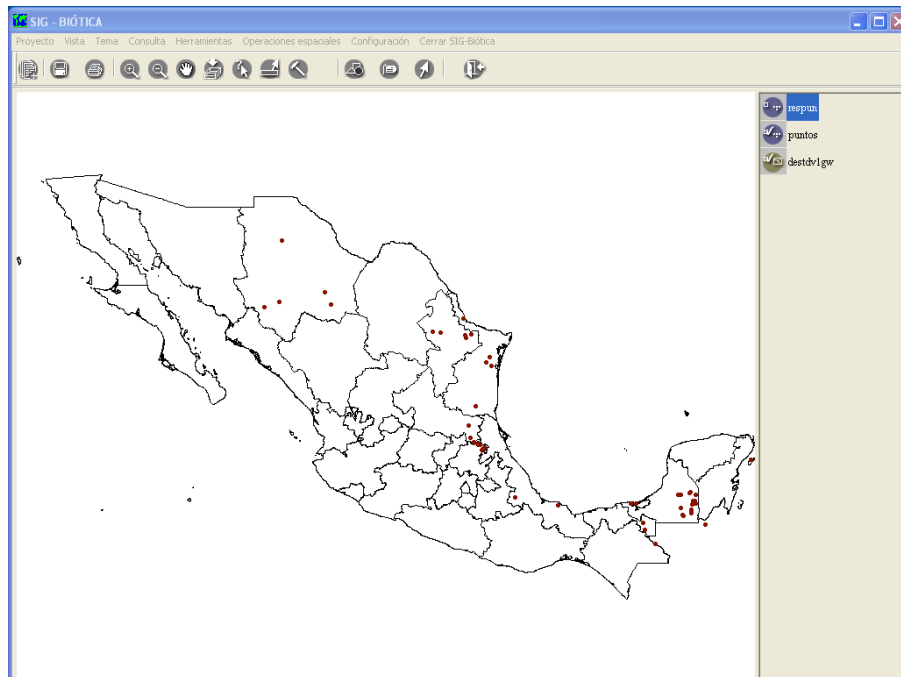 SIG - BIÓTICA
Proyecto Vista Tema Consulta Herramientas Operaciones espaciales Configuración Cerrar SIG-Biótica
respun
puntos
destdv1gw